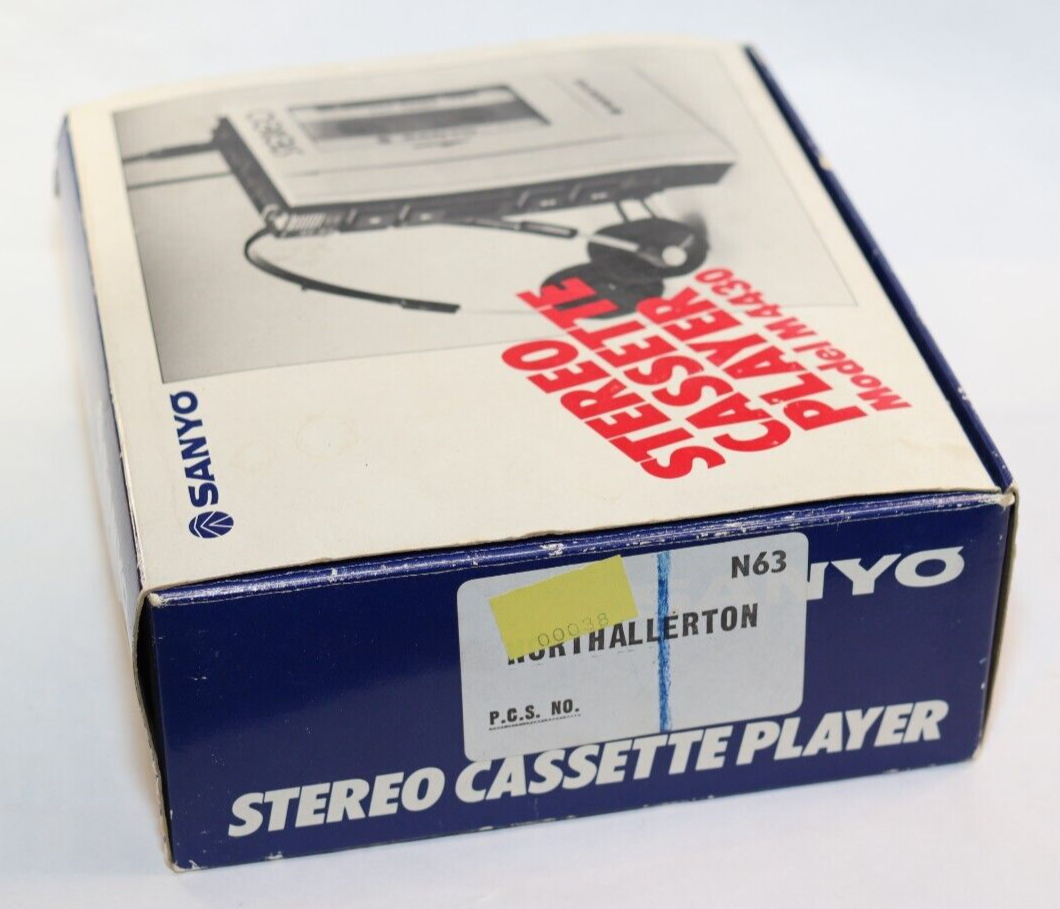 STEREO
CASSETTE
PLAYER
Model M4430
SANYO
SANYO
N63
00038
NORTHALLERTON
P.C.S. NO.
STEREO CASSETTE PLAYER